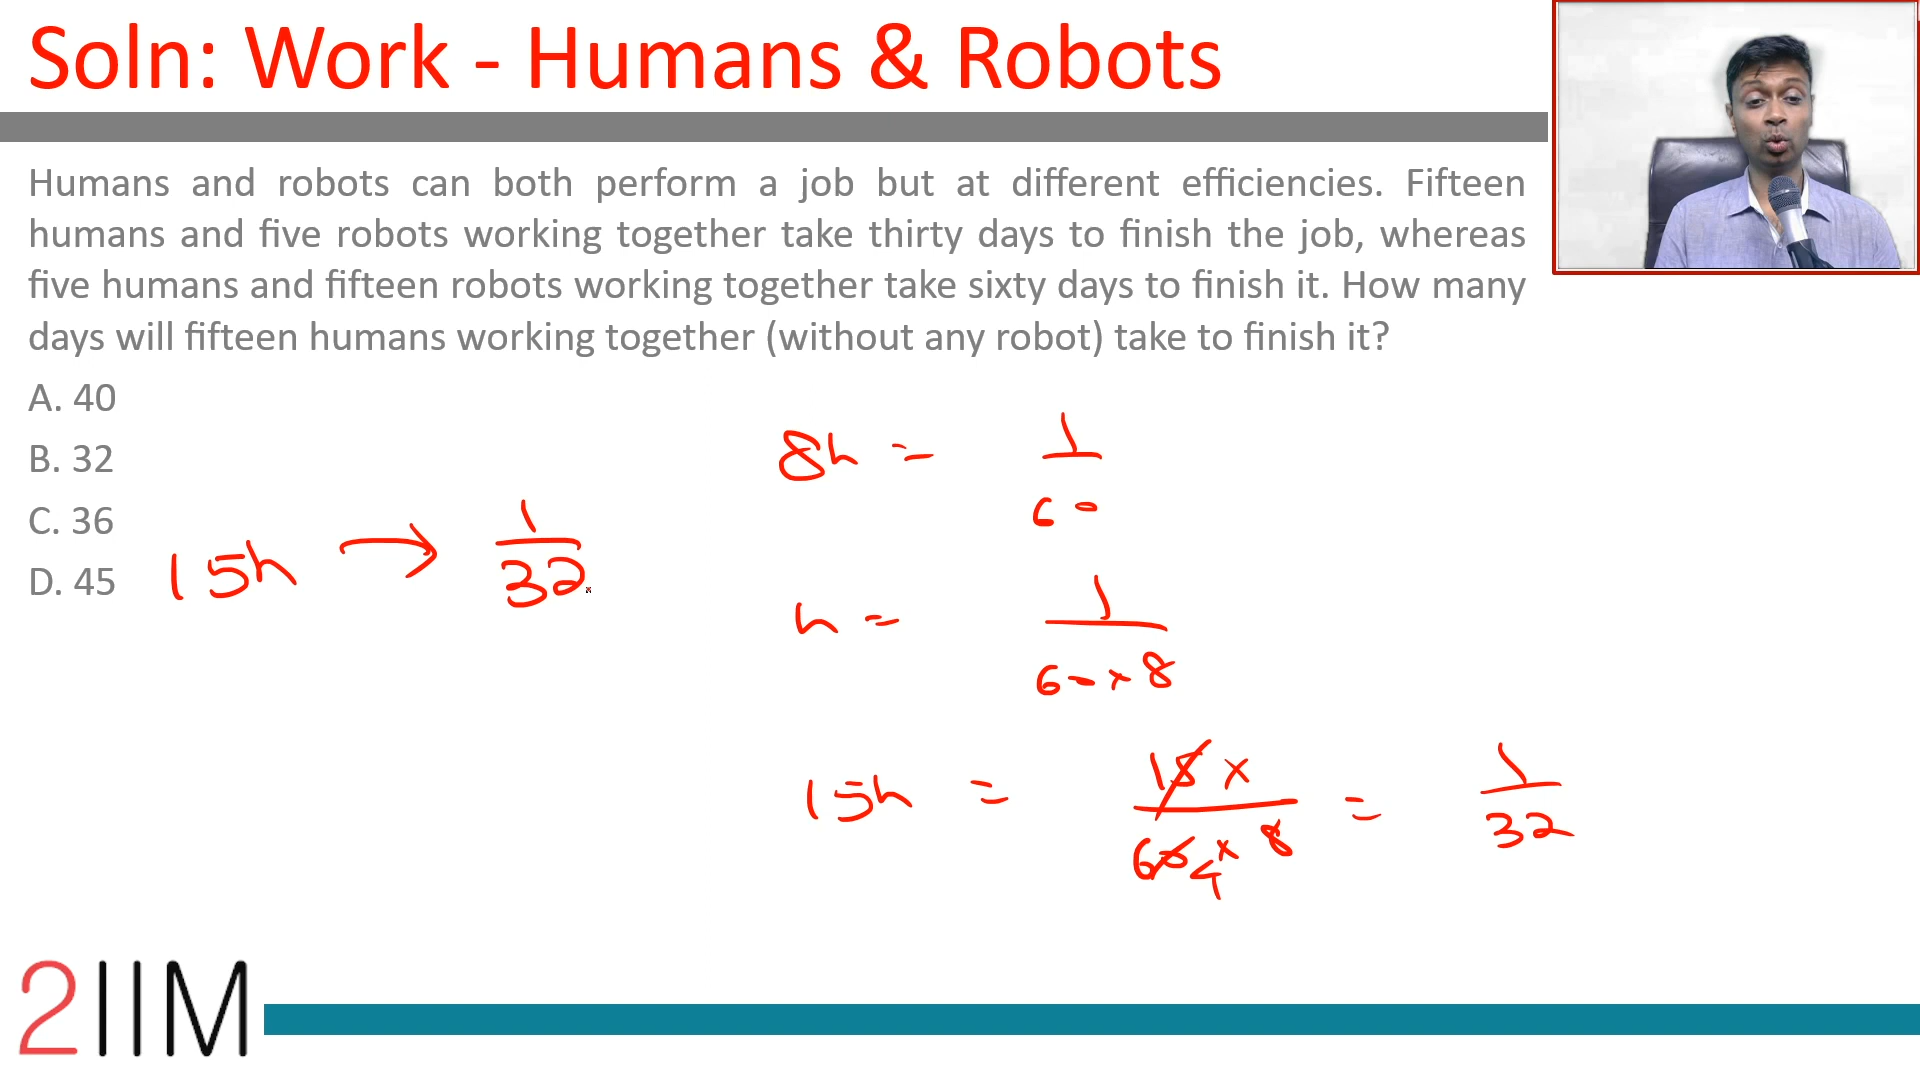 Soln: Work - Humans & Robots
Humans and robots can both perform a job but at different efficiencies. Fifteen
humans and five robots working together take thirty days to finish the job, whereas
five humans and fifteen robots working together take sixty days to finish it. How many
days will fifteen humans working together (without any robot) take to finish it?
A. 40
B. 32
C. 36
D. 45
15h → 1/32
8h = 1/60
h = 1/60 x 8
15h = 15 x / 60 4 x 8 = 1/32
2IIM